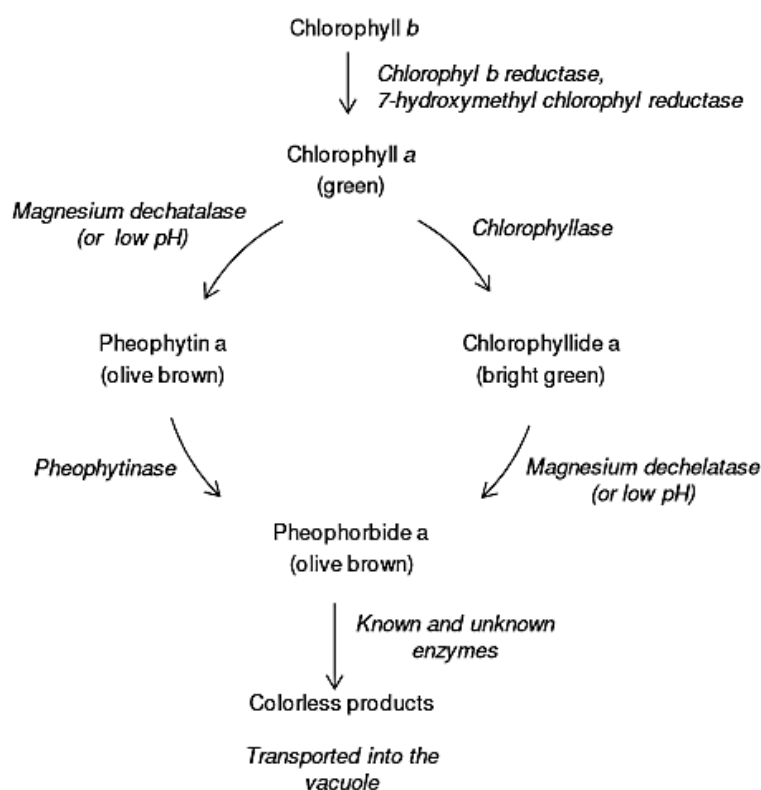 Chlorophyll b
Chlorophyl b reductase,
7-hydroxymethyl chlorophyl reductase
Chlorophyll a
(green)
Magnesium dechatalase
(or low pH)
Chlorophyllase
Pheophytin a
(olive brown)
Chlorophyllide a
(bright green)
Pheophytinase
Magnesium dechelatase
(or low pH)
Pheophorbide a
(olive brown)
Known and unknown
enzymes
Colorless products
Transported into the
vacuole